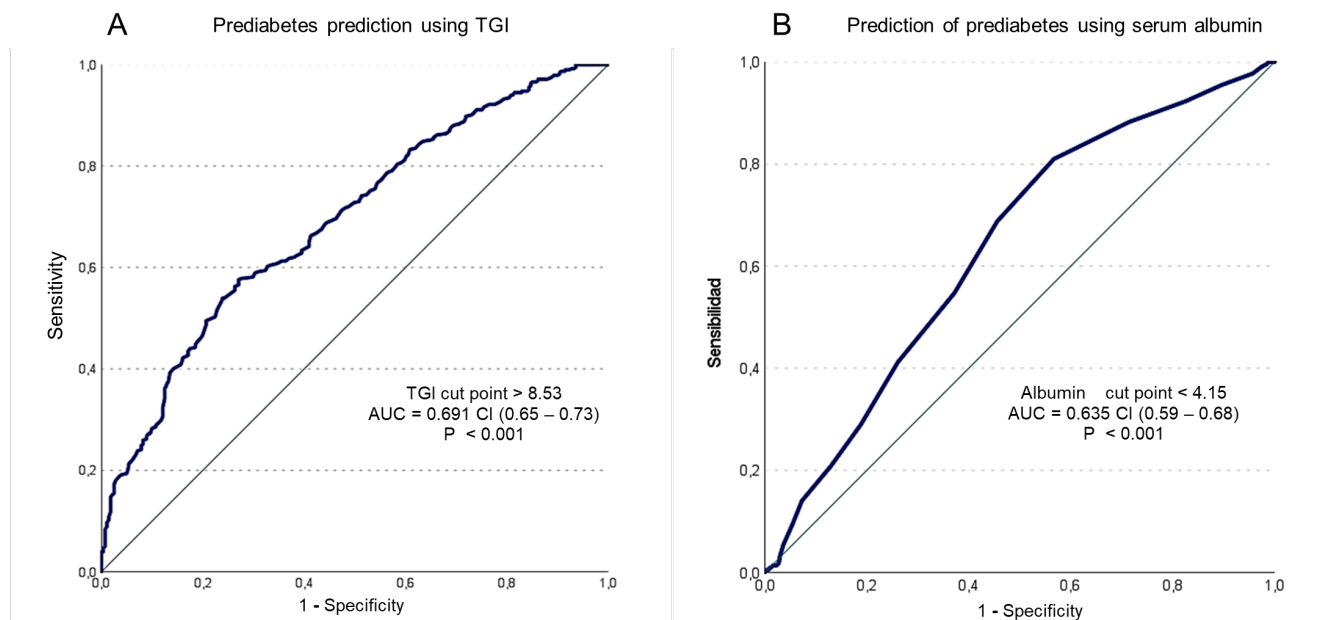 A
Prediabetes prediction using TGI
1,0
0,8
0,6
0,4
0,2
0,0
Sensitivity
TGI cut point > 8.53
AUC = 0.691 CI (0.65 – 0.73)
P < 0.001
0,0
0,2
0,4
0,6
0,8
1,0
1 - Specificity
B
Prediction of prediabetes using serum albumin
1,0
0,8
0,6
0,4
0,2
0,0
Sensibilidad
Albumin cut point < 4.15
AUC = 0.635 CI (0.59 – 0.68)
P < 0.001
0,0
0,2
0,4
0,6
0,8
1,0
1 - Specificity